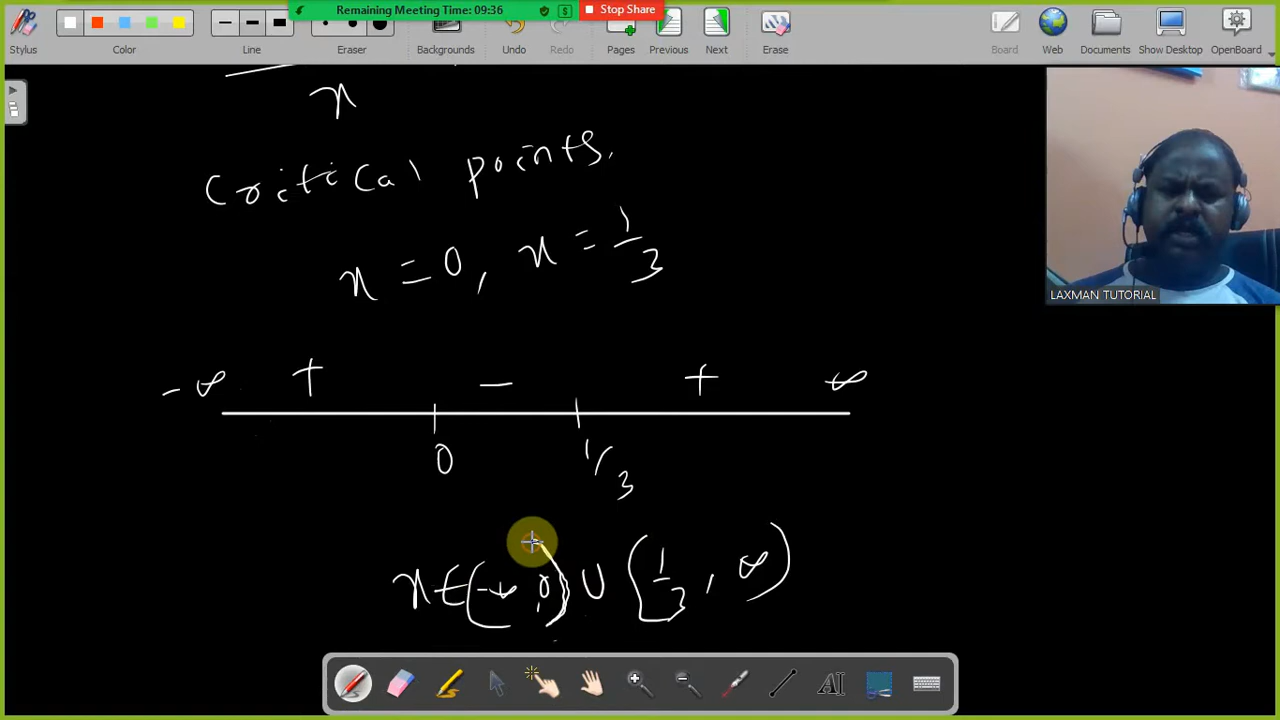 Remaining Meeting Time: 09:36
$
Stop Share
Stylus
Color
Line
Eraser
Backgrounds
Undo
Redo
Pages
Previous
Next
Erase
Board
Web
Documents
Show Desktop
OpenBoard
x
Critical points.
x = 0, x = 1/3
-∞ + - + ∞
0 1/3
x ∈ (-∞, 0) ∪ (1/3, ∞)
LAXMAN TUTORIAL
AI